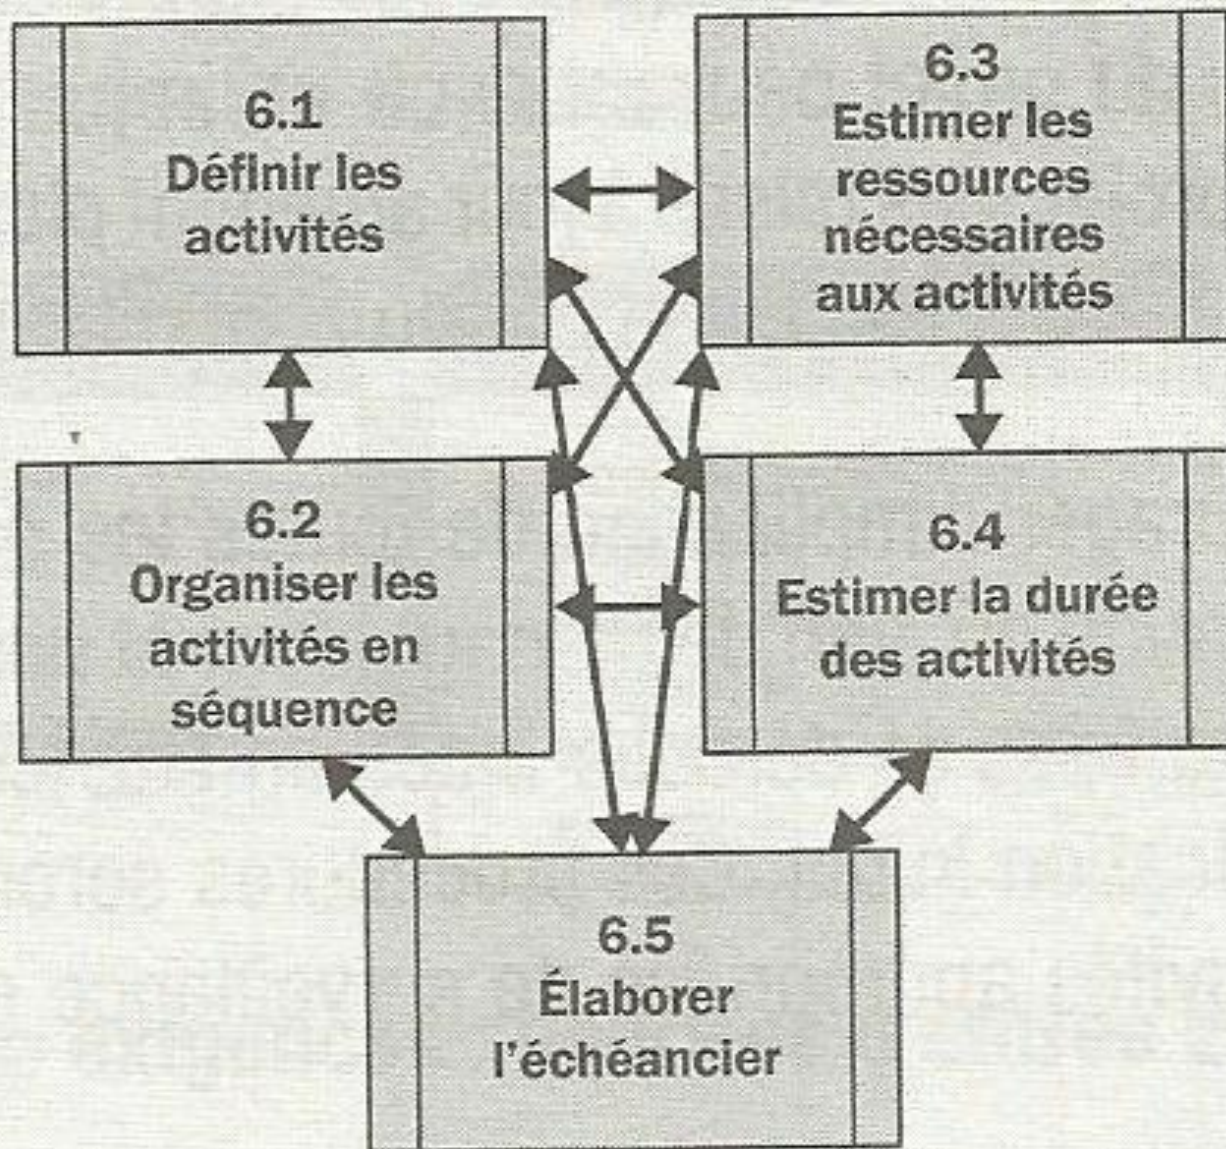 6.1
Définir les
activités
6.3
Estimer les
ressources
nécessaires
aux activités
6.2
Organiser les
activités en
séquence
6.4
Estimer la durée
des activités
6.5
Élaborer
l'échéancier